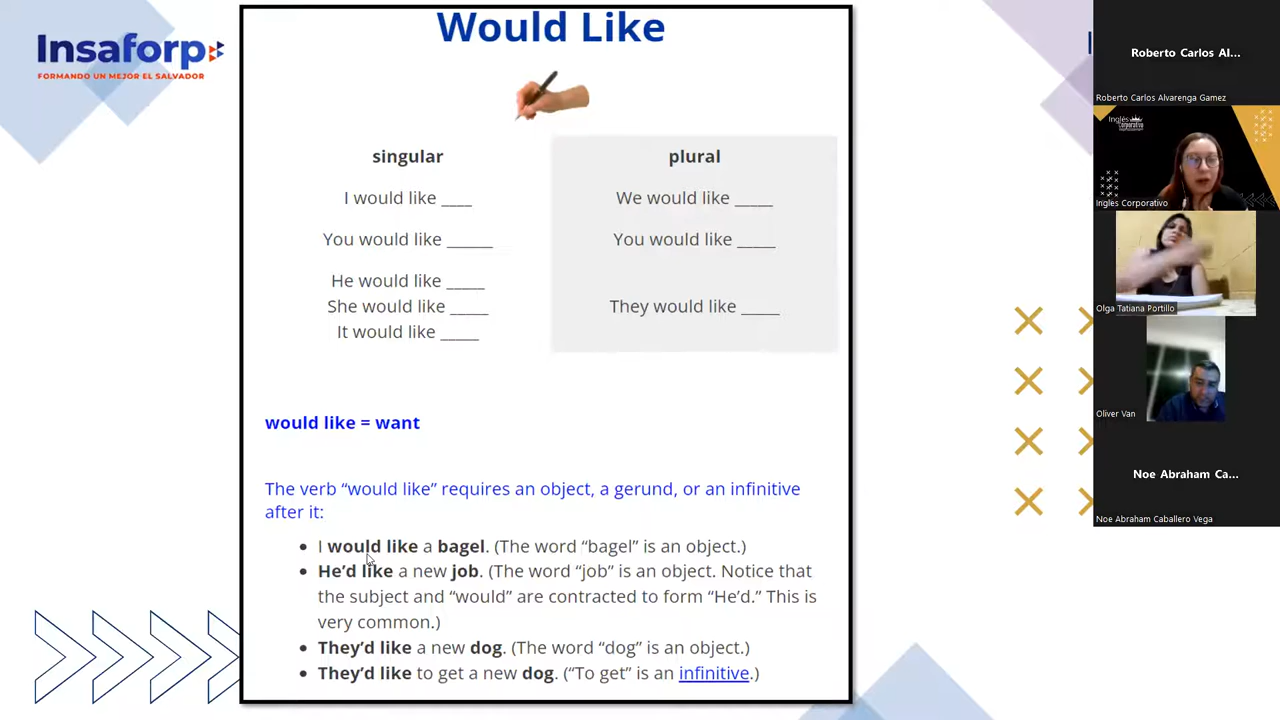 Would Like
Insaforp
FORMANDO UN MEJOR EL SALVADOR
singular
plural
I would like ____
We would like _____
You would like ______
You would like _____
He would like _____
She would like _____
They would like _____
It would like _____
would like = want
The verb “would like” requires an object, a gerund, or an infinitive
after it:
• I would like a bagel. (The word “bagel” is an object.)
• He’d like a new job. (The word “job” is an object. Notice that
the subject and “would” are contracted to form “He’d.” This is
very common.)
• They’d like a new dog. (The word “dog” is an object.)
• They’d like to get a new dog. (“To get” is an infinitive.)
Roberto Carlos Al...
Roberto Carlos Alvarenga Gamez
Inglés
Corporativo
Ingles Corporativo
Olga Tatiana Portillo
Oliver Van
Noe Abraham Ca...
Noe Abraham Caballero Vega